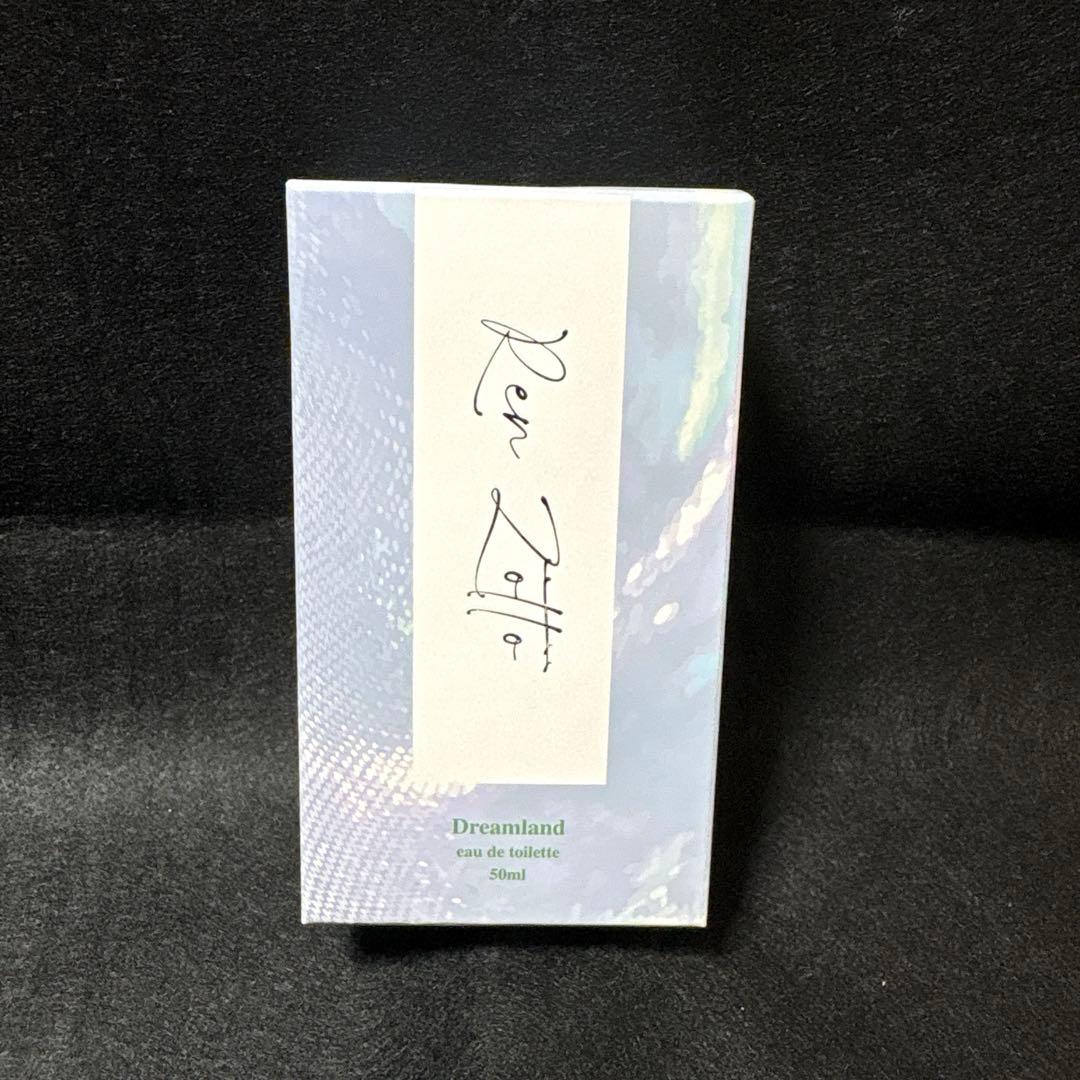 Ren Zotto
Dreamland
eau de toilette
50ml